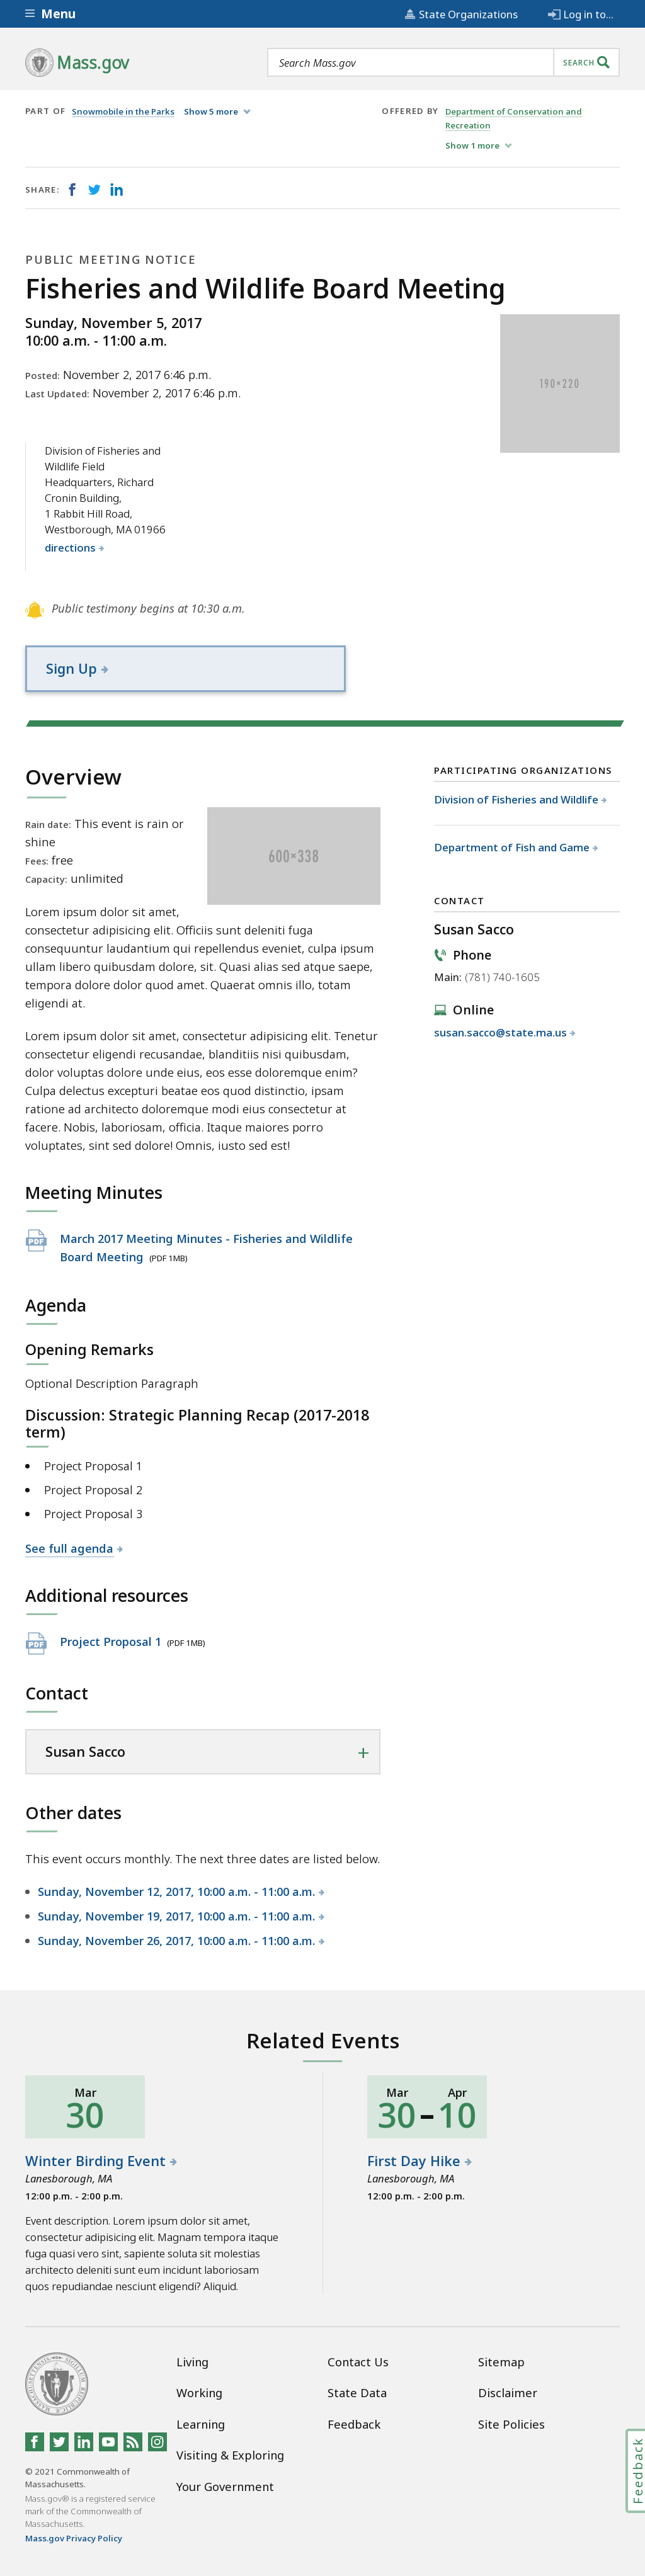 Menu
State Organizations
Log in to...
Mass.gov
Search Mass.gov
SEARCH
PART OF
Snowmobile in the Parks
Show 5 more
OFFERED BY
Department of Conservation and
Recreation
Show 1 more
SHARE:
PUBLIC MEETING NOTICE
Fisheries and Wildlife Board Meeting
Sunday, November 5, 2017
10:00 a.m. - 11:00 a.m.
190×220
Posted: November 2, 2017 6:46 p.m.
Last Updated: November 2, 2017 6:46 p.m.
Division of Fisheries and
Wildlife Field
Headquarters, Richard
Cronin Building,
1 Rabbit Hill Road,
Westborough, MA 01966
directions
Public testimony begins at 10:30 a.m.
Sign Up
Overview
Rain date: This event is rain or
shine
Fees: free
Capacity: unlimited
600×338
Lorem ipsum dolor sit amet,
consectetur adipisicing elit. Officiis sunt deleniti fuga
consequuntur laudantium qui repellendus eveniet, culpa ipsum
ullam libero quibusdam dolore, sit. Quasi alias sed atque saepe,
tempora dolore dolor quod amet. Quaerat omnis illo, totam
eligendi at.
Lorem ipsum dolor sit amet, consectetur adipisicing elit. Tenetur
consectetur eligendi recusandae, blanditiis nisi quibusdam,
dolor voluptas dolore unde eius, eos esse doloremque enim?
Culpa delectus excepturi beatae eos quod distinctio, ipsam
ratione ad architecto doloremque modi eius consectetur at
facere. Nobis, laboriosam, officia. Itaque maiores porro
voluptates, sint sed dolore! Omnis, iusto sed est!
Meeting Minutes
PDF
March 2017 Meeting Minutes - Fisheries and Wildlife
Board Meeting (PDF 1MB)
Agenda
Opening Remarks
Optional Description Paragraph
Discussion: Strategic Planning Recap (2017-2018
term)
Project Proposal 1
Project Proposal 2
Project Proposal 3
See full agenda
Additional resources
PDF
Project Proposal 1 (PDF 1MB)
Contact
Susan Sacco
+
Other dates
This event occurs monthly. The next three dates are listed below.
Sunday, November 12, 2017, 10:00 a.m. - 11:00 a.m.
Sunday, November 19, 2017, 10:00 a.m. - 11:00 a.m.
Sunday, November 26, 2017, 10:00 a.m. - 11:00 a.m.
PARTICIPATING ORGANIZATIONS
Division of Fisheries and Wildlife
Department of Fish and Game
CONTACT
Susan Sacco
Phone
Main: (781) 740-1605
Online
susan.sacco@state.ma.us
Related Events
Mar
30
Winter Birding Event
Lanesborough, MA
12:00 p.m. - 2:00 p.m.
Event description. Lorem ipsum dolor sit amet,
consectetur adipisicing elit. Magnam tempora itaque
fuga quasi vero sint, sapiente soluta sit molestias
architecto deleniti sunt eum incidunt laboriosam
quos repudiandae nesciunt eligendi? Aliquid.
Mar Apr
30–10
First Day Hike
Lanesborough, MA
12:00 p.m. - 2:00 p.m.
Living
Working
Learning
Visiting & Exploring
Your Government
Contact Us
State Data
Feedback
Sitemap
Disclaimer
Site Policies
© 2021 Commonwealth of
Massachusetts.
Mass.gov® is a registered service
mark of the Commonwealth of
Massachusetts.
Mass.gov Privacy Policy
Feedback